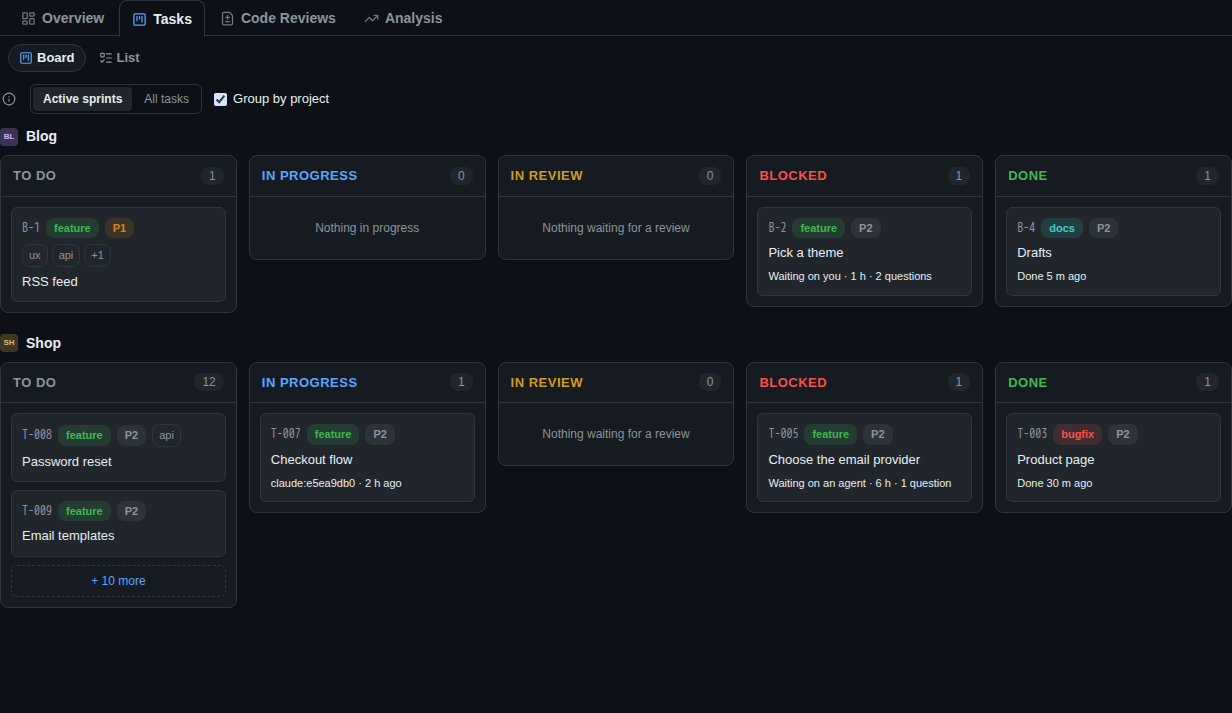 Overview Tasks Code Reviews Analysis
Board List
Active sprints All tasks Group by project
BL Blog
TO DO 1
B-1 feature P1
ux api +1
RSS feed
IN PROGRESS 0
Nothing in progress
IN REVIEW 0
Nothing waiting for a review
BLOCKED 1
B-2 feature P2
Pick a theme
Waiting on you · 1 h · 2 questions
DONE 1
B-4 docs P2
Drafts
Done 5 m ago
SH Shop
TO DO 12
T-008 feature P2 api
Password reset
T-009 feature P2
Email templates
+ 10 more
IN PROGRESS 1
T-007 feature P2
Checkout flow
claude:e5ea9db0 · 2 h ago
IN REVIEW 0
Nothing waiting for a review
BLOCKED 1
T-005 feature P2
Choose the email provider
Waiting on an agent · 6 h · 1 question
DONE 1
T-003 bugfix P2
Product page
Done 30 m ago